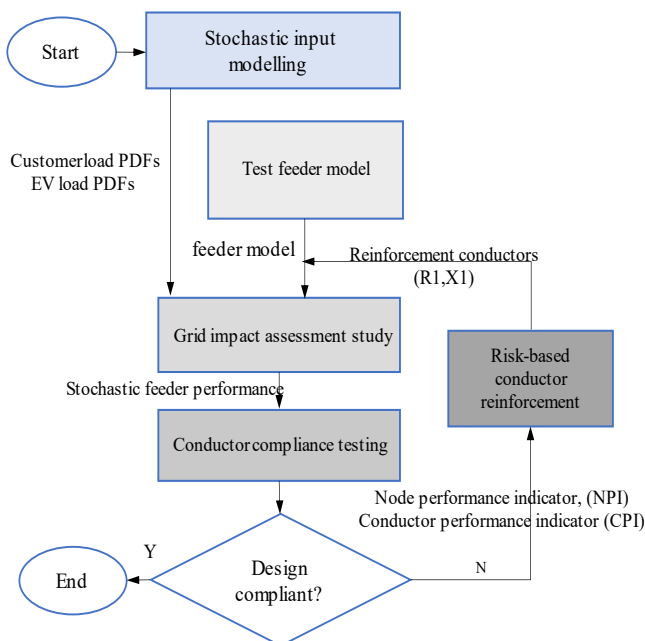 Start
Stochastic input
modelling
Customerload PDFs
EV load PDFs
Test feeder model
feeder model
Reinforcement conductors
(R1,X1)
Grid impact assessment study
Risk-based
conductor
reinforcement
Stochastic feeder performance
Conductor compliance testing
Node performance indicator, (NPI)
Conductor performance indicator (CPI)
Y
End
Design
compliant?
N